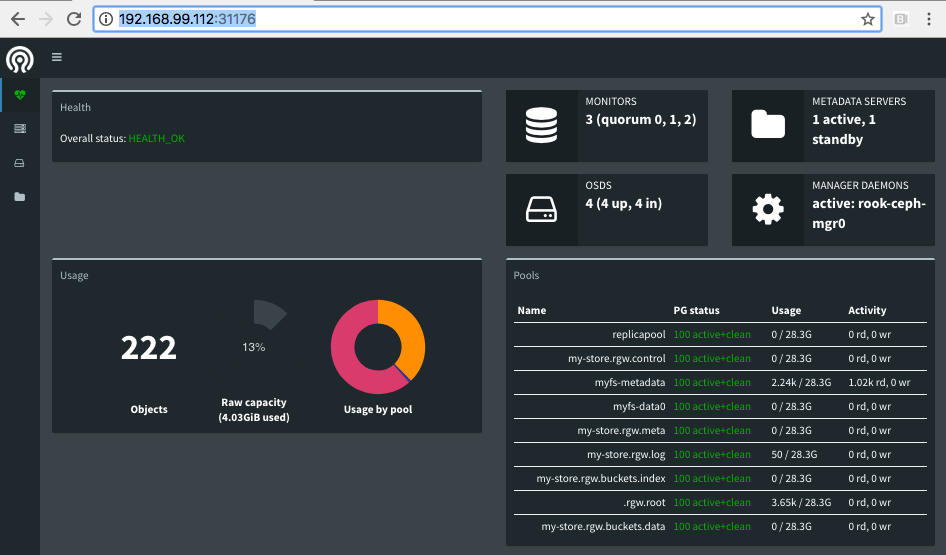 192.168.99.112:31176
Health
Overall status: HEALTH_OK
MONITORS
3 (quorum 0, 1, 2)
METADATA SERVERS
1 active, 1
standby
OSDS
4 (4 up, 4 in)
MANAGER DAEMONS
active: rook-ceph-
mgr0
Usage
222
Objects
13%
Raw capacity
(4.03GiB used)
Usage by pool
Pools
Name PG status Usage Activity
replicapool 100 active+clean 0 / 28.3G 0 rd, 0 wr
my-store.rgw.control 100 active+clean 0 / 28.3G 0 rd, 0 wr
myfs-metadata 100 active+clean 2.24k / 28.3G 1.02k rd, 0 wr
myfs-data0 100 active+clean 0 / 28.3G 0 rd, 0 wr
my-store.rgw.meta 100 active+clean 0 / 28.3G 0 rd, 0 wr
my-store.rgw.log 100 active+clean 50 / 28.3G 0 rd, 0 wr
my-store.rgw.buckets.index 100 active+clean 0 / 28.3G 0 rd, 0 wr
.rgw.root 100 active+clean 3.65k / 28.3G 0 rd, 0 wr
my-store.rgw.buckets.data 100 active+clean 0 / 28.3G 0 rd, 0 wr